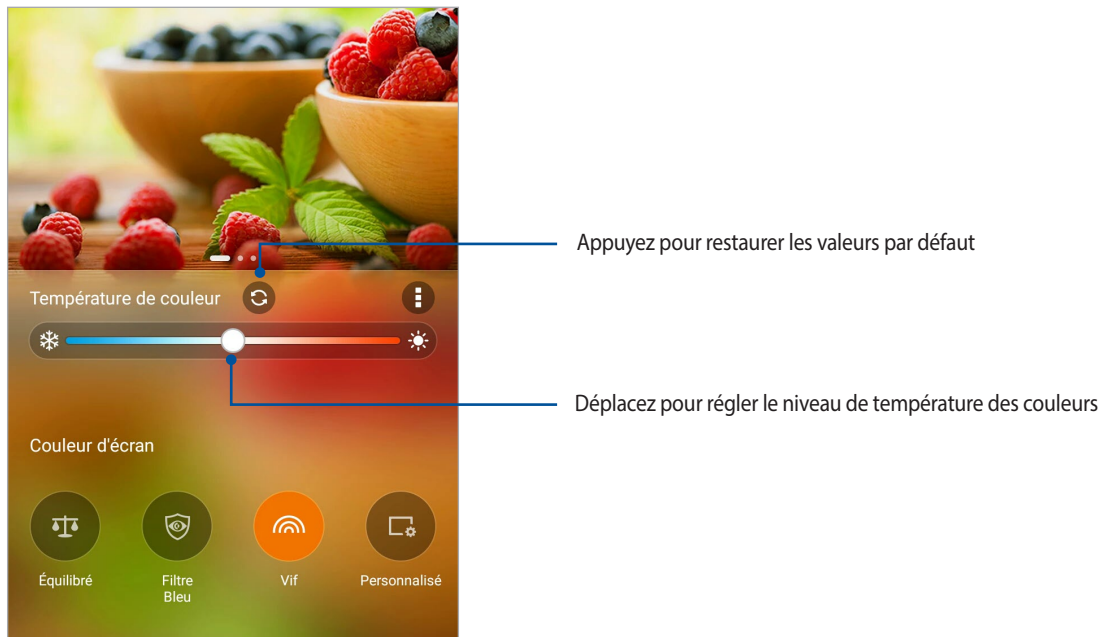 Appuyez pour restaurer les valeurs par défaut
Température de couleur
Déplacez pour régler le niveau de température des couleurs
Couleur d'écran
Équilibré
Filtre
Bleu
Vif
Personnalisé